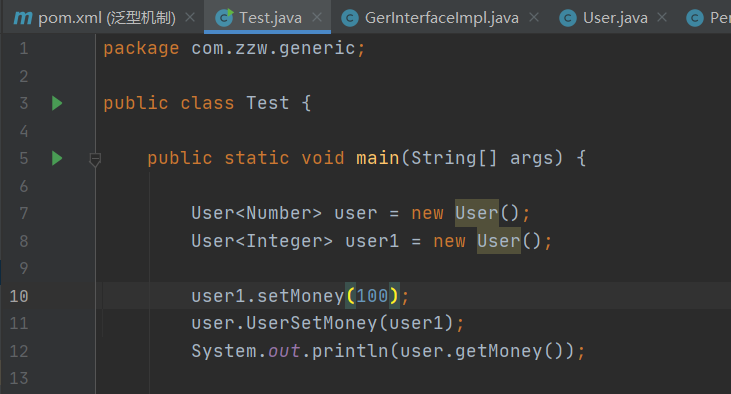 pom.xml (泛型机制) Test.java GerInterfaceImpl.java User.java Per
1 package com.zzw.generic;
2
3 public class Test {
4
5 public static void main(String[] args) {
6
7 User<Number> user = new User();
8 User<Integer> user1 = new User();
9
10 user1.setMoney(100);
11 user.UserSetMoney(user1);
12 System.out.println(user.getMoney());
13